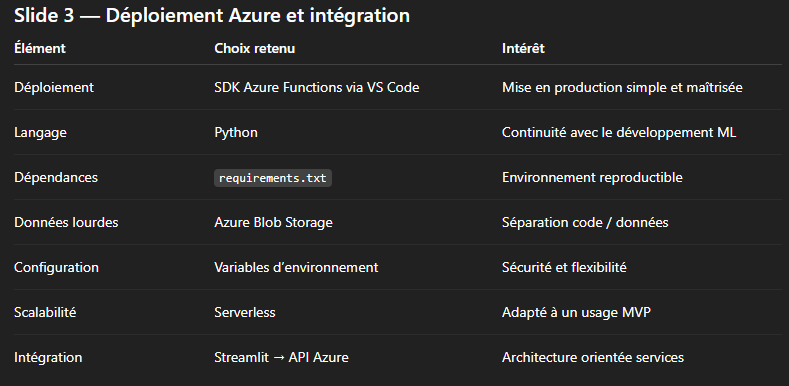 Slide 3 — Déploiement Azure et intégration
Élément Choix retenu Intérêt
Déploiement SDK Azure Functions via VS Code Mise en production simple et maîtrisée
Langage Python Continuité avec le développement ML
Dépendances requirements.txt Environnement reproductible
Données lourdes Azure Blob Storage Séparation code / données
Configuration Variables d’environnement Sécurité et flexibilité
Scalabilité Serverless Adapté à un usage MVP
Intégration Streamlit → API Azure Architecture orientée services